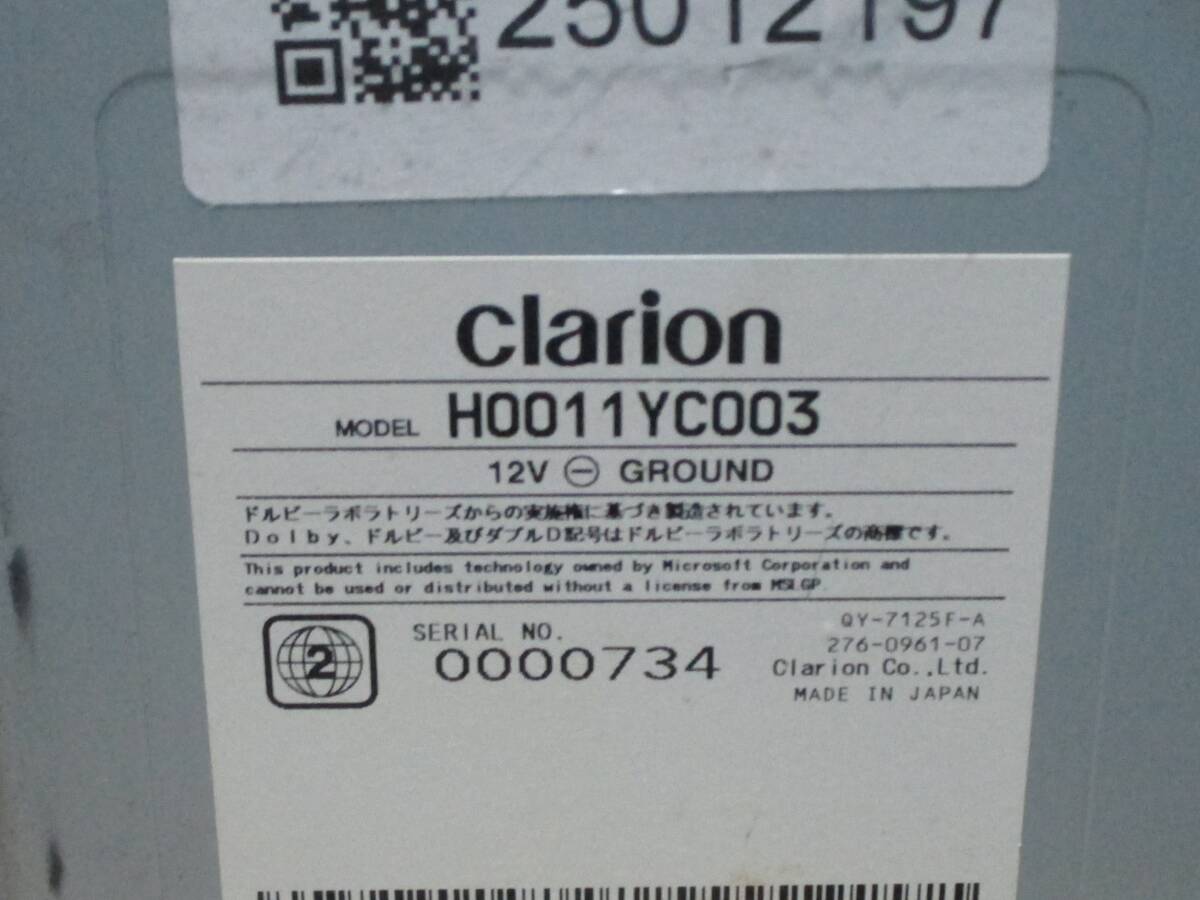 25012197
clarion
MODEL H0011YC003
12V ⊖ GROUND
ドルビーラボラトリーズからの実施権に基づき製造されています。
Dolby、ドルビー及びダブルD記号はドルビーラボラトリーズの商標です。
This product includes technology owned by Microsoft Corporation and
cannot be used or distributed without a license from MSLGP.
2
SERIAL NO.
0000734
QY-7125F-A
276-0961-07
Clarion Co.,Ltd.
MADE IN JAPAN